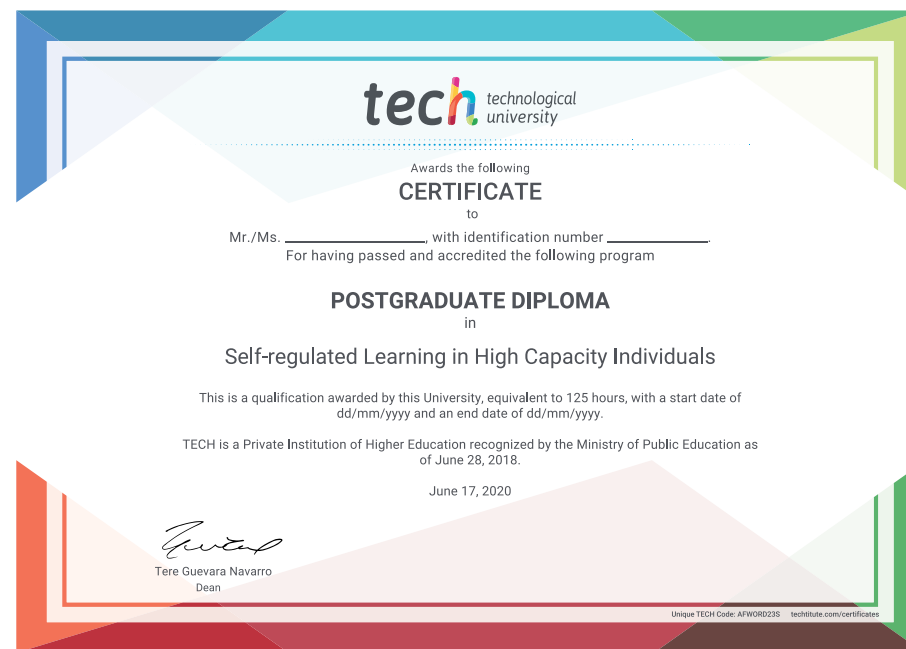 tech technological
university
Awards the following
CERTIFICATE
to
Mr./Ms. ____________________, with identification number ______________.
For having passed and accredited the following program
POSTGRADUATE DIPLOMA
in
Self-regulated Learning in High Capacity Individuals
This is a qualification awarded by this University, equivalent to 125 hours, with a start date of
dd/mm/yyyy and an end date of dd/mm/yyyy.
TECH is a Private Institution of Higher Education recognized by the Ministry of Public Education as
of June 28, 2018.
June 17, 2020
Tere Guevara Navarro
Dean
Unique TECH Code: AFWORD23S techtitute.com/certificates